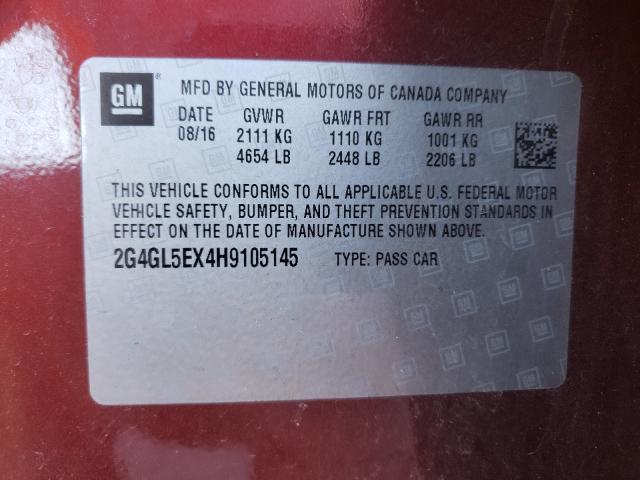 GM ®
MFD BY GENERAL MOTORS OF CANADA COMPANY
DATE GVWR GAWR FRT GAWR RR
08/16 2111 KG 1110 KG 1001 KG
4654 LB 2448 LB 2206 LB
THIS VEHICLE CONFORMS TO ALL APPLICABLE U.S. FEDERAL MOTOR
VEHICLE SAFETY, BUMPER, AND THEFT PREVENTION STANDARDS IN
EFFECT ON THE DATE OF MANUFACTURE SHOWN ABOVE.
2G4GL5EX4H9105145 TYPE: PASS CAR